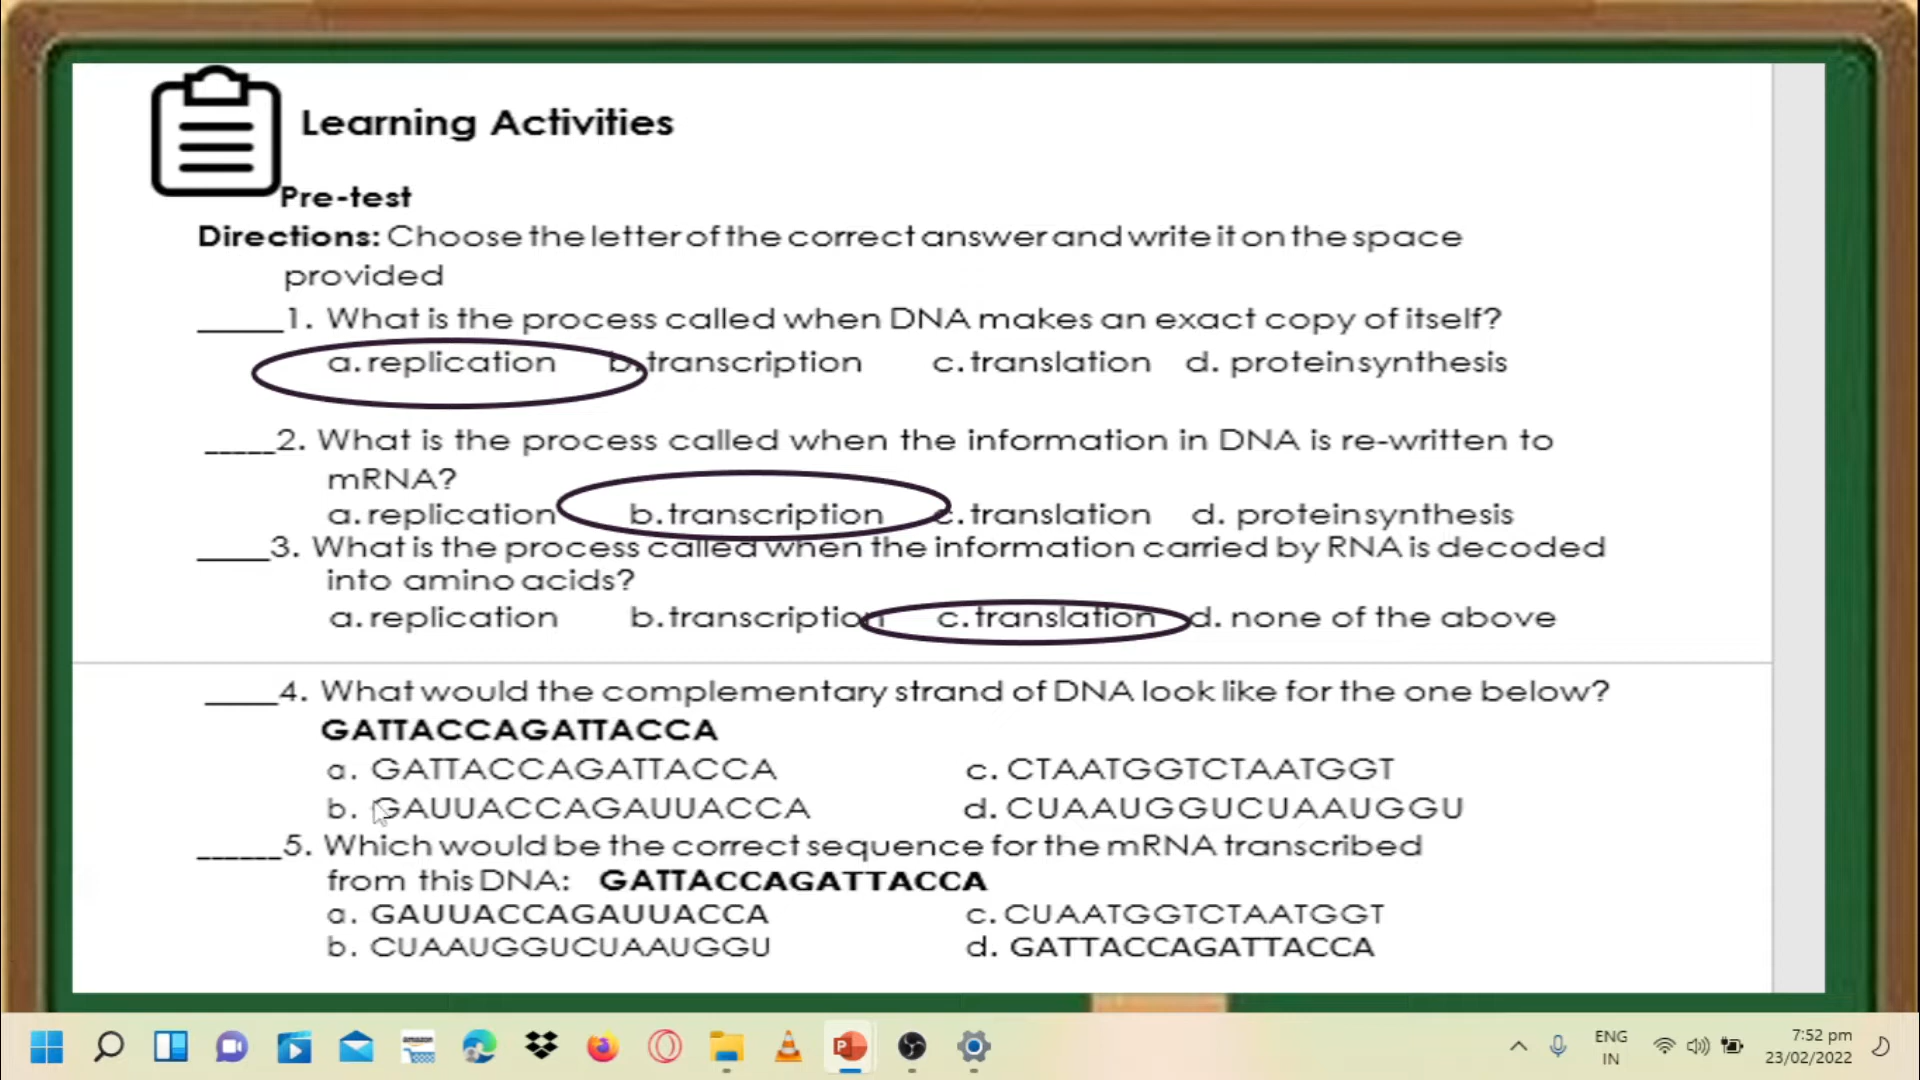 Learning Activities
Pre-test
Directions: Choose the letter of the correct answer and write it on the space
provided
_____1. What is the process called when DNA makes an exact copy of itself?
a. replication b. transcription c. translation d. protein synthesis
_____2. What is the process called when the information in DNA is re-written to
mRNA?
a. replication b. transcription c. translation d. protein synthesis
____3. What is the process called when the information carried by RNA is decoded
into amino acids?
a. replication b. transcription c. translation d. none of the above
____4. What would the complementary strand of DNA look like for the one below?
GATTACCAGATTACCA
a. GATTACCAGATTACCA c. CTAATGGTCTAATGGT
b. GAUUACCAGAUUACCA d. CUAAUGGUCUAAUGGU
______5. Which would be the correct sequence for the mRNA transcribed
from this DNA: GATTACCAGATTACCA
a. GAUUACCAGAUUACCA c. CUAATGGTCTAATGGT
b. CUAAUGGUCUAAUGGU d. GATTACCAGATTACCA
amazon
P
ENG
IN
7:52 pm
23/02/2022